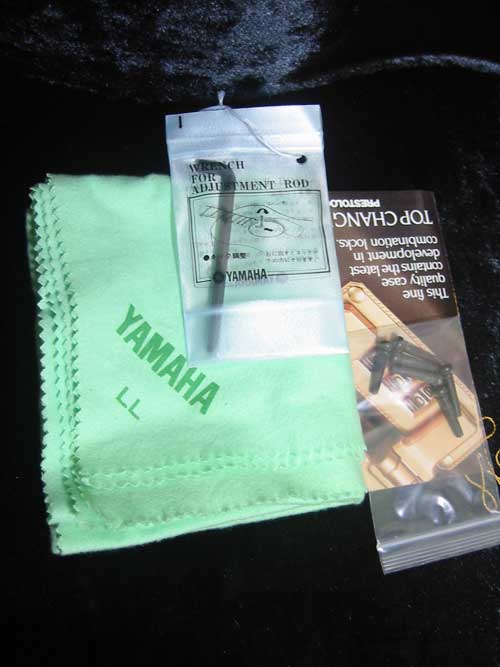 WRENCH
FOR
ADJUSTMENT ROD
YAMAHA
YAMAHA
LL
TOP CHANG
PRESTOLO
This fine
quality case
contains the latest
development in
combination locks.